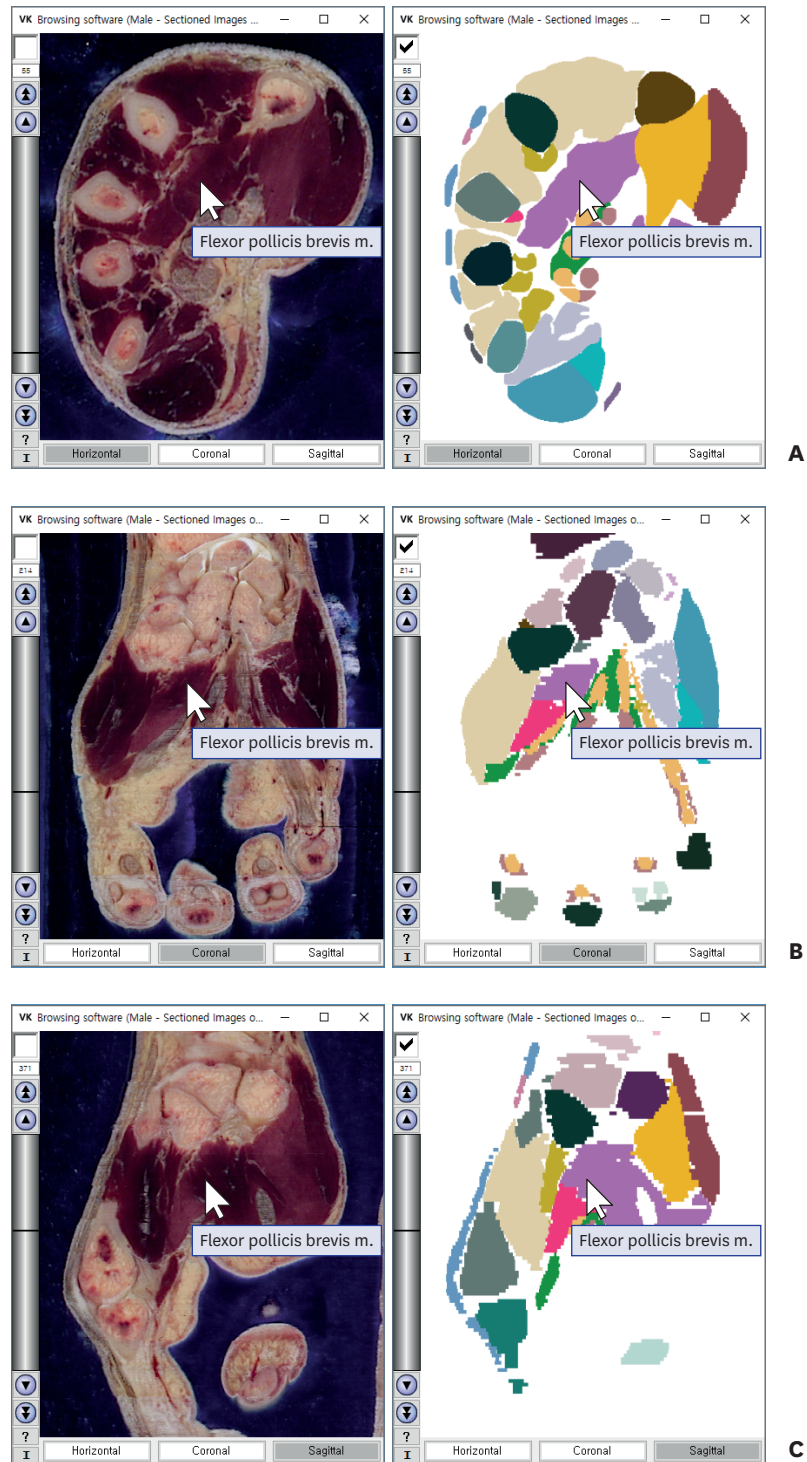 VK Browsing software (Male - Sectioned Images ...
55
Flexor pollicis brevis m.
?
I
Horizontal Coronal Sagittal
VK Browsing software (Male - Sectioned Images ...
55
Flexor pollicis brevis m.
?
I
Horizontal Coronal Sagittal
A
VK Browsing software (Male - Sectioned Images o...
214
Flexor pollicis brevis m.
?
I
Horizontal Coronal Sagittal
VK Browsing software (Male - Sectioned Images o...
214
Flexor pollicis brevis m.
?
I
Horizontal Coronal Sagittal
B
VK Browsing software (Male - Sectioned Images o...
371
Flexor pollicis brevis m.
?
I
Horizontal Coronal Sagittal
VK Browsing software (Male - Sectioned Images o...
371
Flexor pollicis brevis m.
?
I
Horizontal Coronal Sagittal
C